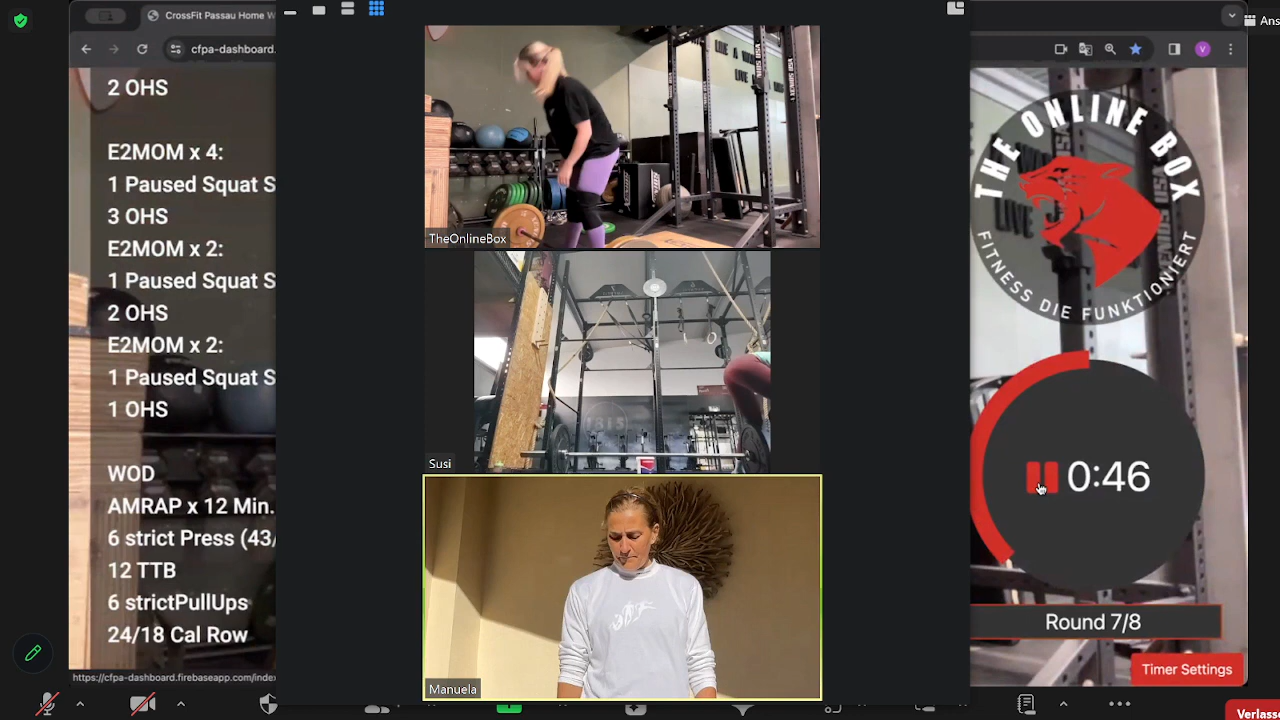 CrossFit Passau Home W
Ans
cfpa-dashboard.
2 OHS
E2MOM x 4:
1 Paused Squat S
3 OHS
E2MOM x 2:
1 Paused Squat S
2 OHS
E2MOM x 2:
1 Paused Squat S
1 OHS
WOD
AMRAP x 12 Min.
6 strict Press (43/
12 TTB
6 strictPullUps
24/18 Cal Row
https://cfpa-dashboard.firebaseapp.com/index
TheOnlineBox
Susi
Manuela
V
THE ONLINE BOX
FITNESS DIE FUNKTIONIERT
0:46
Round 7/8
Timer Settings
Verlass